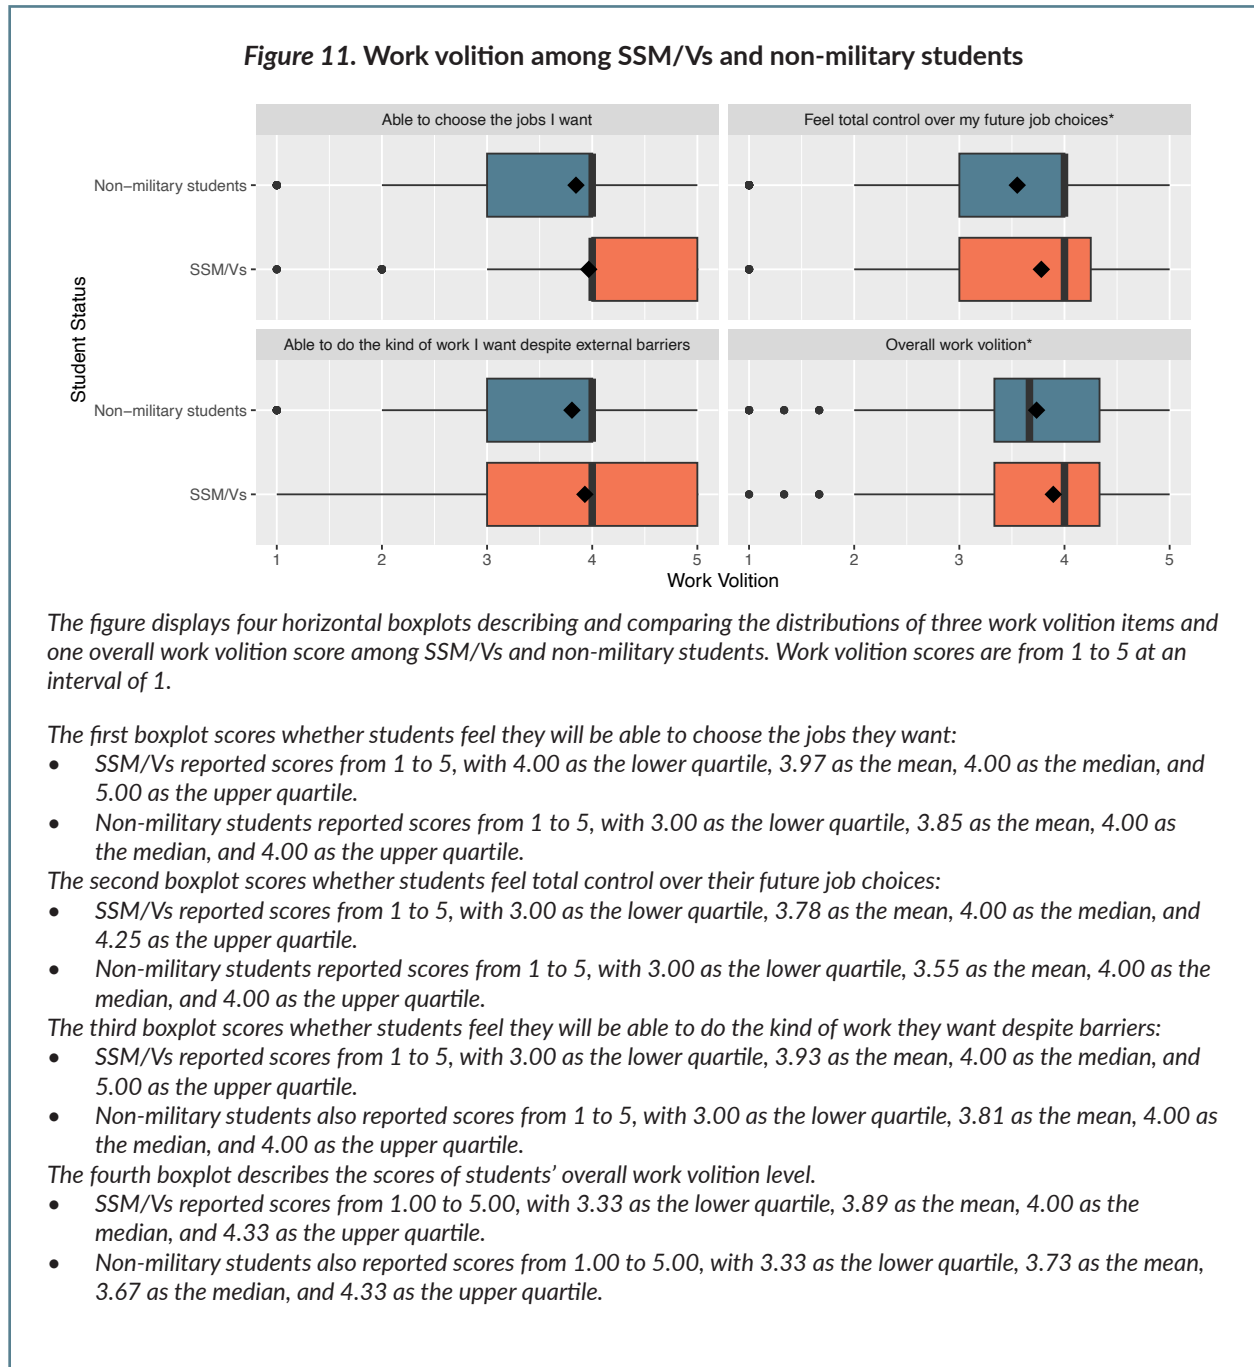 Figure 11. Work volition among SSM/Vs and non-military students
Able to choose the jobs I want
Feel total control over my future job choices*
Non−military students
SSM/Vs
Able to do the kind of work I want despite external barriers
Overall work volition*
Non−military students
SSM/Vs
Student Status
1 2 3 4 5
1 2 3 4 5
Work Volition
The figure displays four horizontal boxplots describing and comparing the distributions of three work volition items and
one overall work volition score among SSM/Vs and non-military students. Work volition scores are from 1 to 5 at an
interval of 1.
The first boxplot scores whether students feel they will be able to choose the jobs they want:
• SSM/Vs reported scores from 1 to 5, with 4.00 as the lower quartile, 3.97 as the mean, 4.00 as the median, and
5.00 as the upper quartile.
• Non-military students reported scores from 1 to 5, with 3.00 as the lower quartile, 3.85 as the mean, 4.00 as
the median, and 4.00 as the upper quartile.
The second boxplot scores whether students feel total control over their future job choices:
• SSM/Vs reported scores from 1 to 5, with 3.00 as the lower quartile, 3.78 as the mean, 4.00 as the median, and
4.25 as the upper quartile.
• Non-military students reported scores from 1 to 5, with 3.00 as the lower quartile, 3.55 as the mean, 4.00 as the
median, and 4.00 as the upper quartile.
The third boxplot scores whether students feel they will be able to do the kind of work they want despite barriers:
• SSM/Vs reported scores from 1 to 5, with 3.00 as the lower quartile, 3.93 as the mean, 4.00 as the median, and
5.00 as the upper quartile.
• Non-military students also reported scores from 1 to 5, with 3.00 as the lower quartile, 3.81 as the mean, 4.00 as
the median, and 4.00 as the upper quartile.
The fourth boxplot describes the scores of students’ overall work volition level.
• SSM/Vs reported scores from 1.00 to 5.00, with 3.33 as the lower quartile, 3.89 as the mean, 4.00 as the
median, and 4.33 as the upper quartile.
• Non-military students also reported scores from 1.00 to 5.00, with 3.33 as the lower quartile, 3.73 as the mean,
3.67 as the median, and 4.33 as the upper quartile.